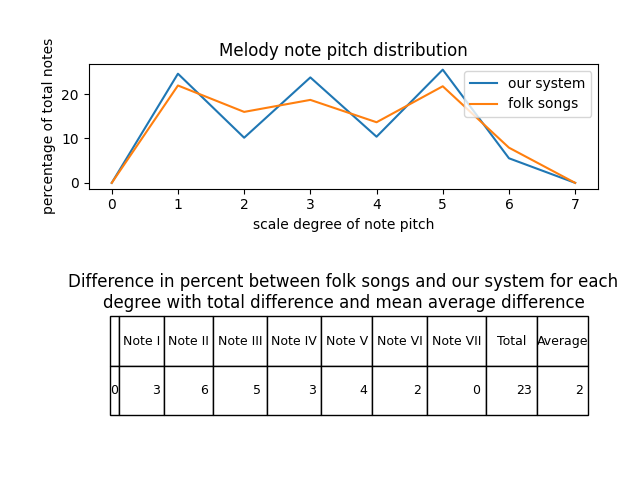 Melody note pitch distribution
percentage of total notes
20
10
0
our system
folk songs
0 1 2 3 4 5 6 7
scale degree of note pitch
Difference in percent between folk songs and our system for each
degree with total difference and mean average difference
Note I Note II Note III Note IV Note V Note VI Note VII Total Average
0 3 6 5 3 4 2 0 23 2